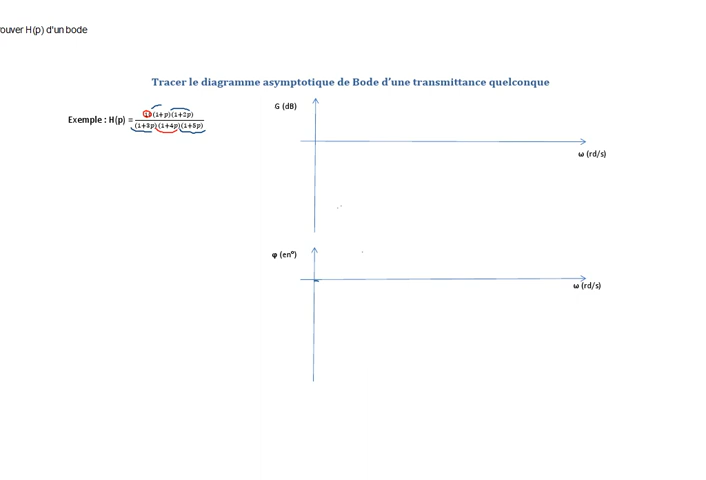 ouver H(p) d'un bode
Tracer le diagramme asymptotique de Bode d'une transmittance quelconque
G (dB)
Exemple : H(p) = 10(1+p)(1+2p) / (1+3p)(1+4p)(1+5p)
ω (rd/s)
φ (en°)
ω (rd/s)